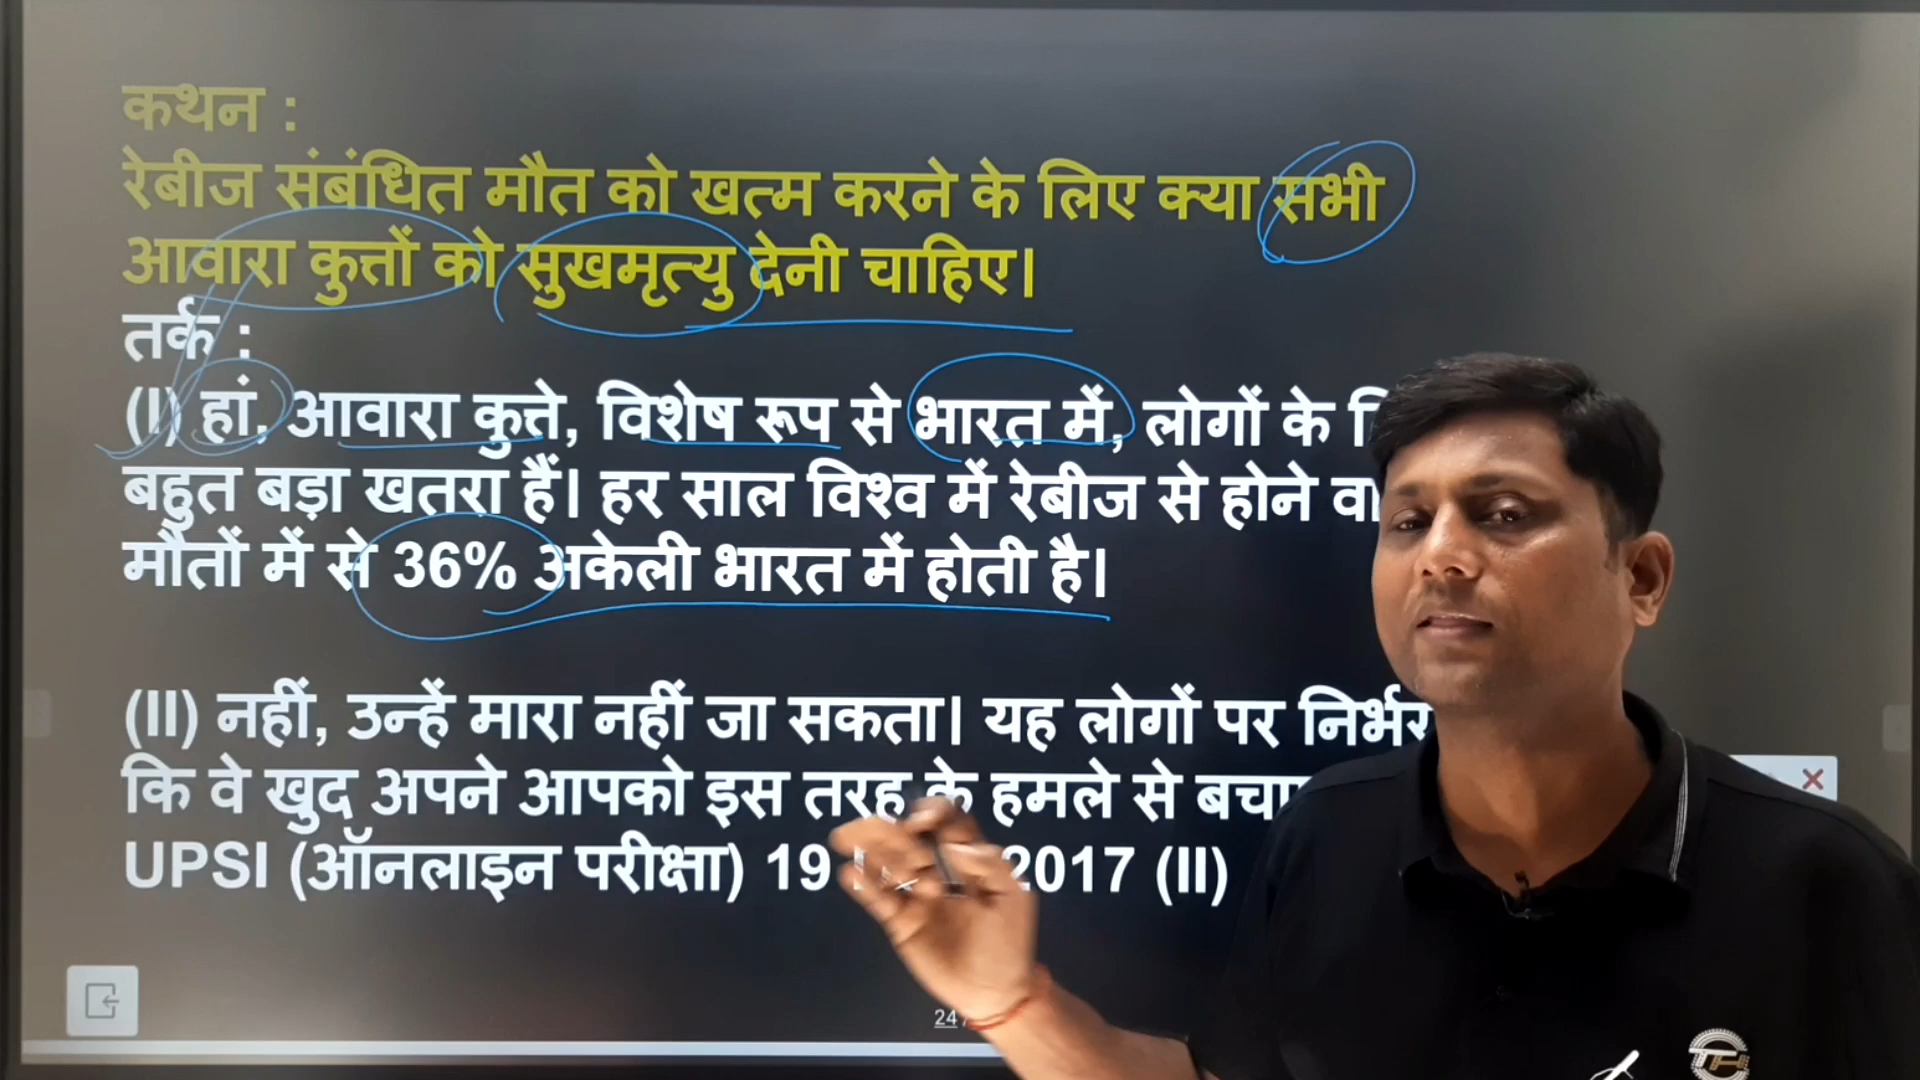 कथन :
रेबीज संबंधित मौत को खत्म करने के लिए क्या सभी
आवारा कुत्तों को सुखमृत्यु देनी चाहिए।
तर्क :
(I) हां, आवारा कुत्ते, विशेष रूप से भारत में, लोगों के
बहुत बड़ा खतरा हैं। हर साल विश्व में रेबीज से होने
मौतों में से 36% अकेली भारत में होती है।
(II) नहीं, उन्हें मारा नहीं जा सकता। यह लोगों पर
कि वे खुद अपने आपको इस तरह के हमले से
UPSI (ऑनलाइन परीक्षा) 19 2017 (II)
24